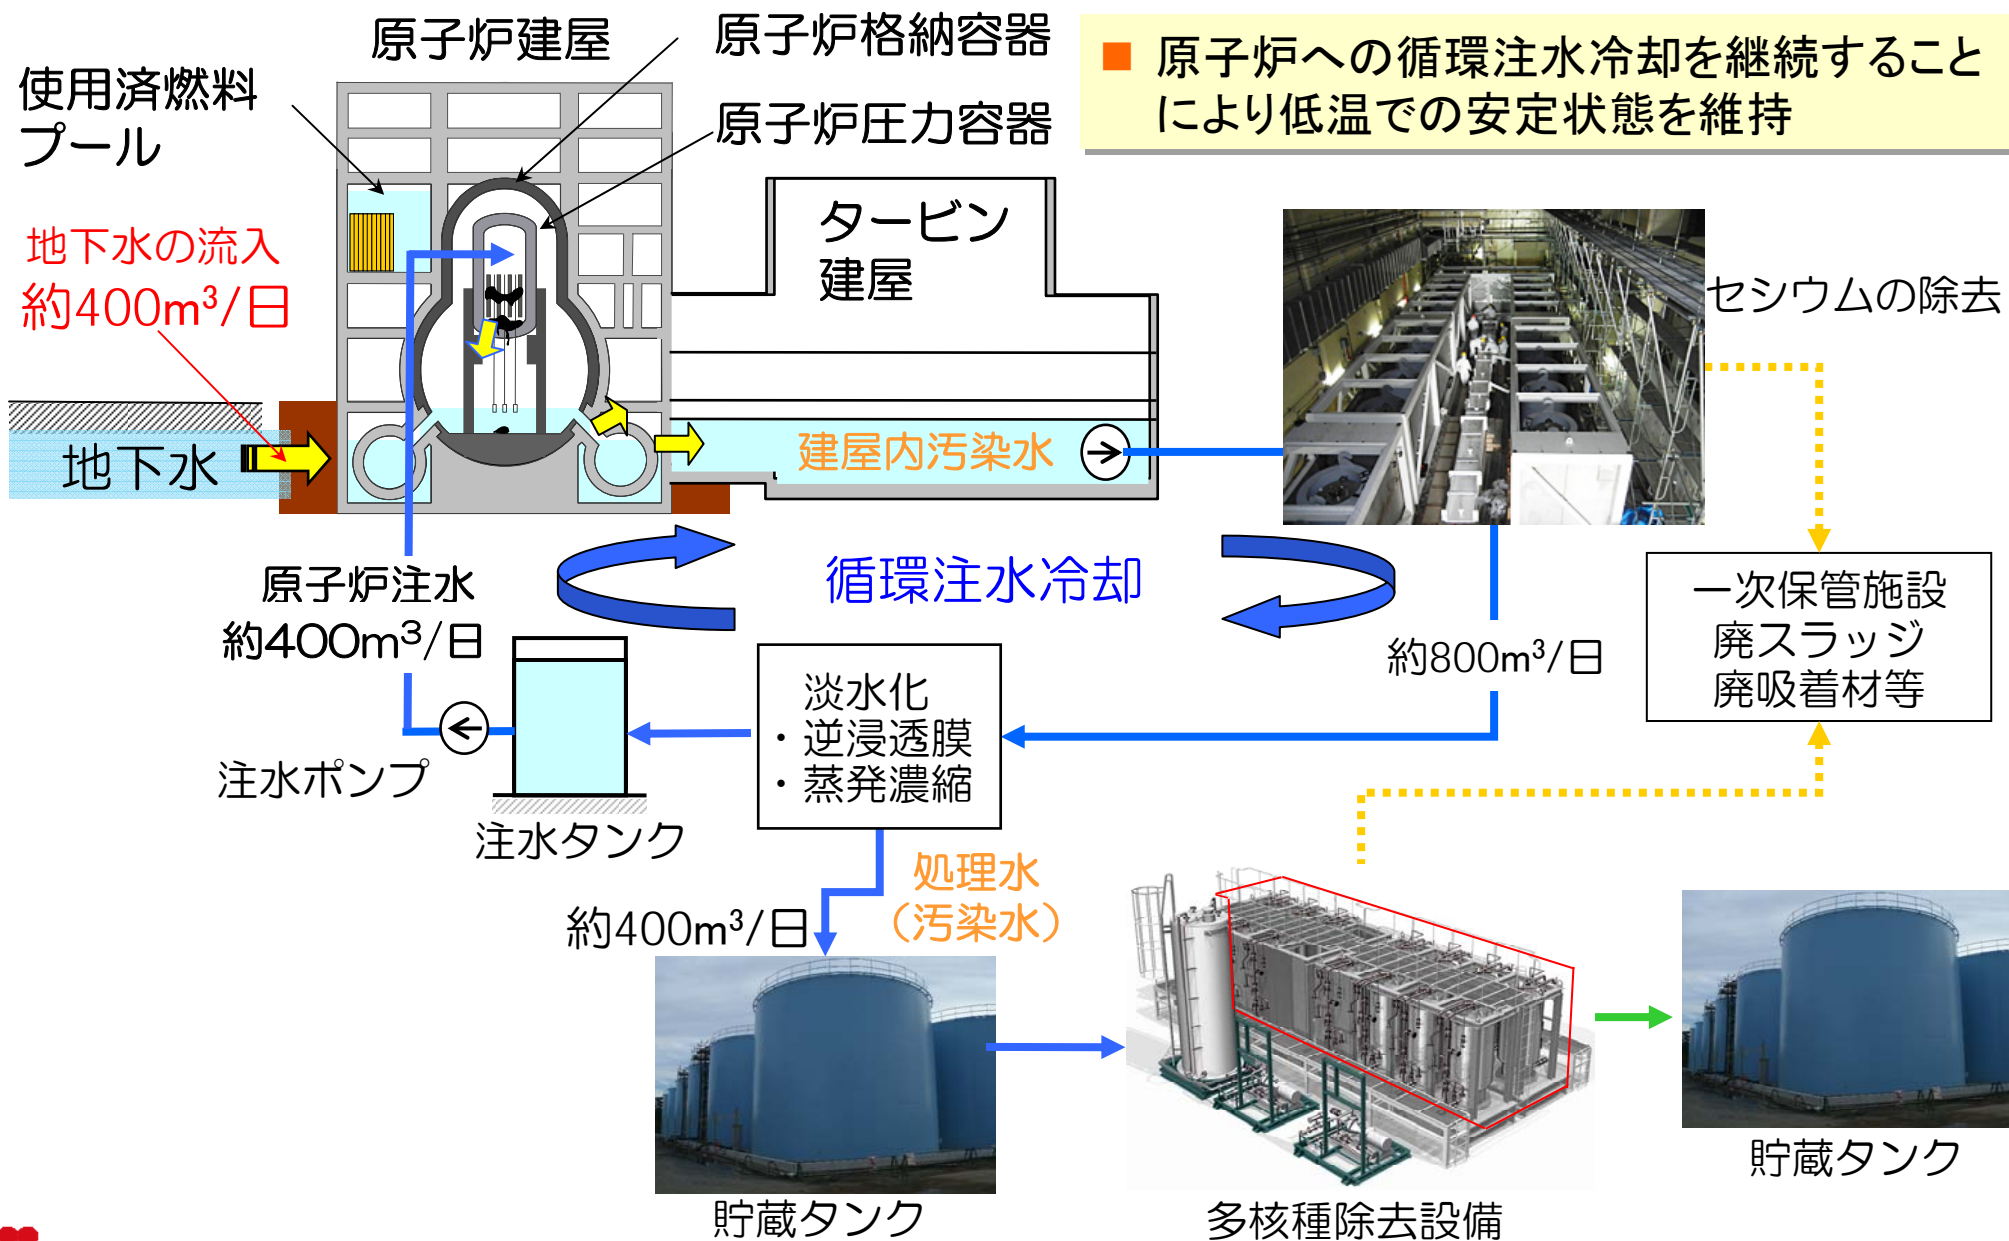 原子炉建屋
原子炉格納容器
■ 原子炉への循環注水冷却を継続すること
により低温での安定状態を維持
使用済燃料
プール
原子炉圧力容器
地下水の流入
約400m³/日
タービン
建屋
セシウムの除去
地下水
建屋内汚染水
循環注水冷却
原子炉注水
約400m³/日
約800m³/日
一次保管施設
廃スラッジ
廃吸着材等
淡水化
・逆浸透膜
・蒸発濃縮
注水ポンプ
注水タンク
処理水
（汚染水）
約400m³/日
貯蔵タンク
多核種除去設備
貯蔵タンク